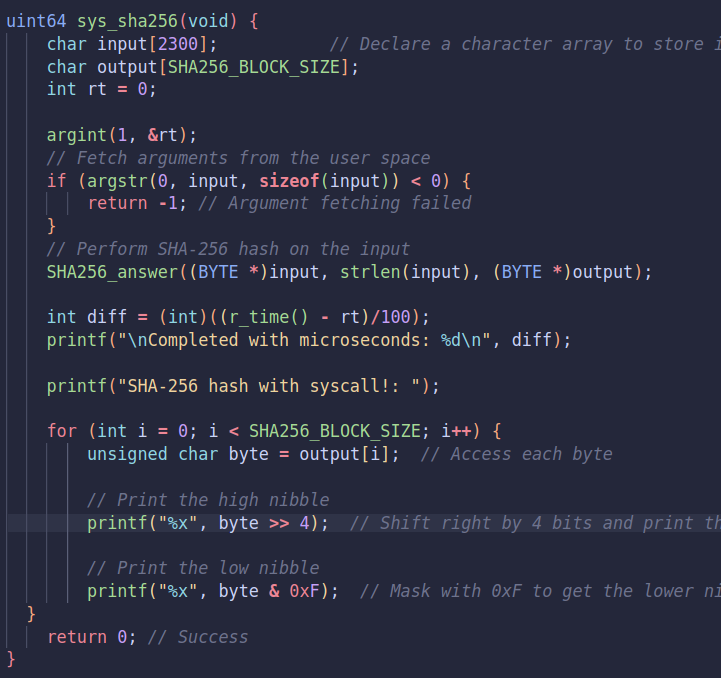 uint64 sys_sha256(void) {
    char input[2300];           // Declare a character array to store
    char output[SHA256_BLOCK_SIZE];
    int rt = 0;

    argint(1, &rt);
    // Fetch arguments from the user space
    if (argstr(0, input, sizeof(input)) < 0) {
        return -1; // Argument fetching failed
    }
    // Perform SHA-256 hash on the input
    SHA256_answer((BYTE *)input, strlen(input), (BYTE *)output);

    int diff = (int)((r_time() - rt)/100);
    printf("\nCompleted with microseconds: %d\n", diff);

    printf("SHA-256 hash with syscall!: ");

    for (int i = 0; i < SHA256_BLOCK_SIZE; i++) {
        unsigned char byte = output[i];  // Access each byte

        // Print the high nibble
        printf("%x", byte >> 4);  // Shift right by 4 bits and print

        // Print the low nibble
        printf("%x", byte & 0xF);  // Mask with 0xF to get the lower
  }
    return 0; // Success
}